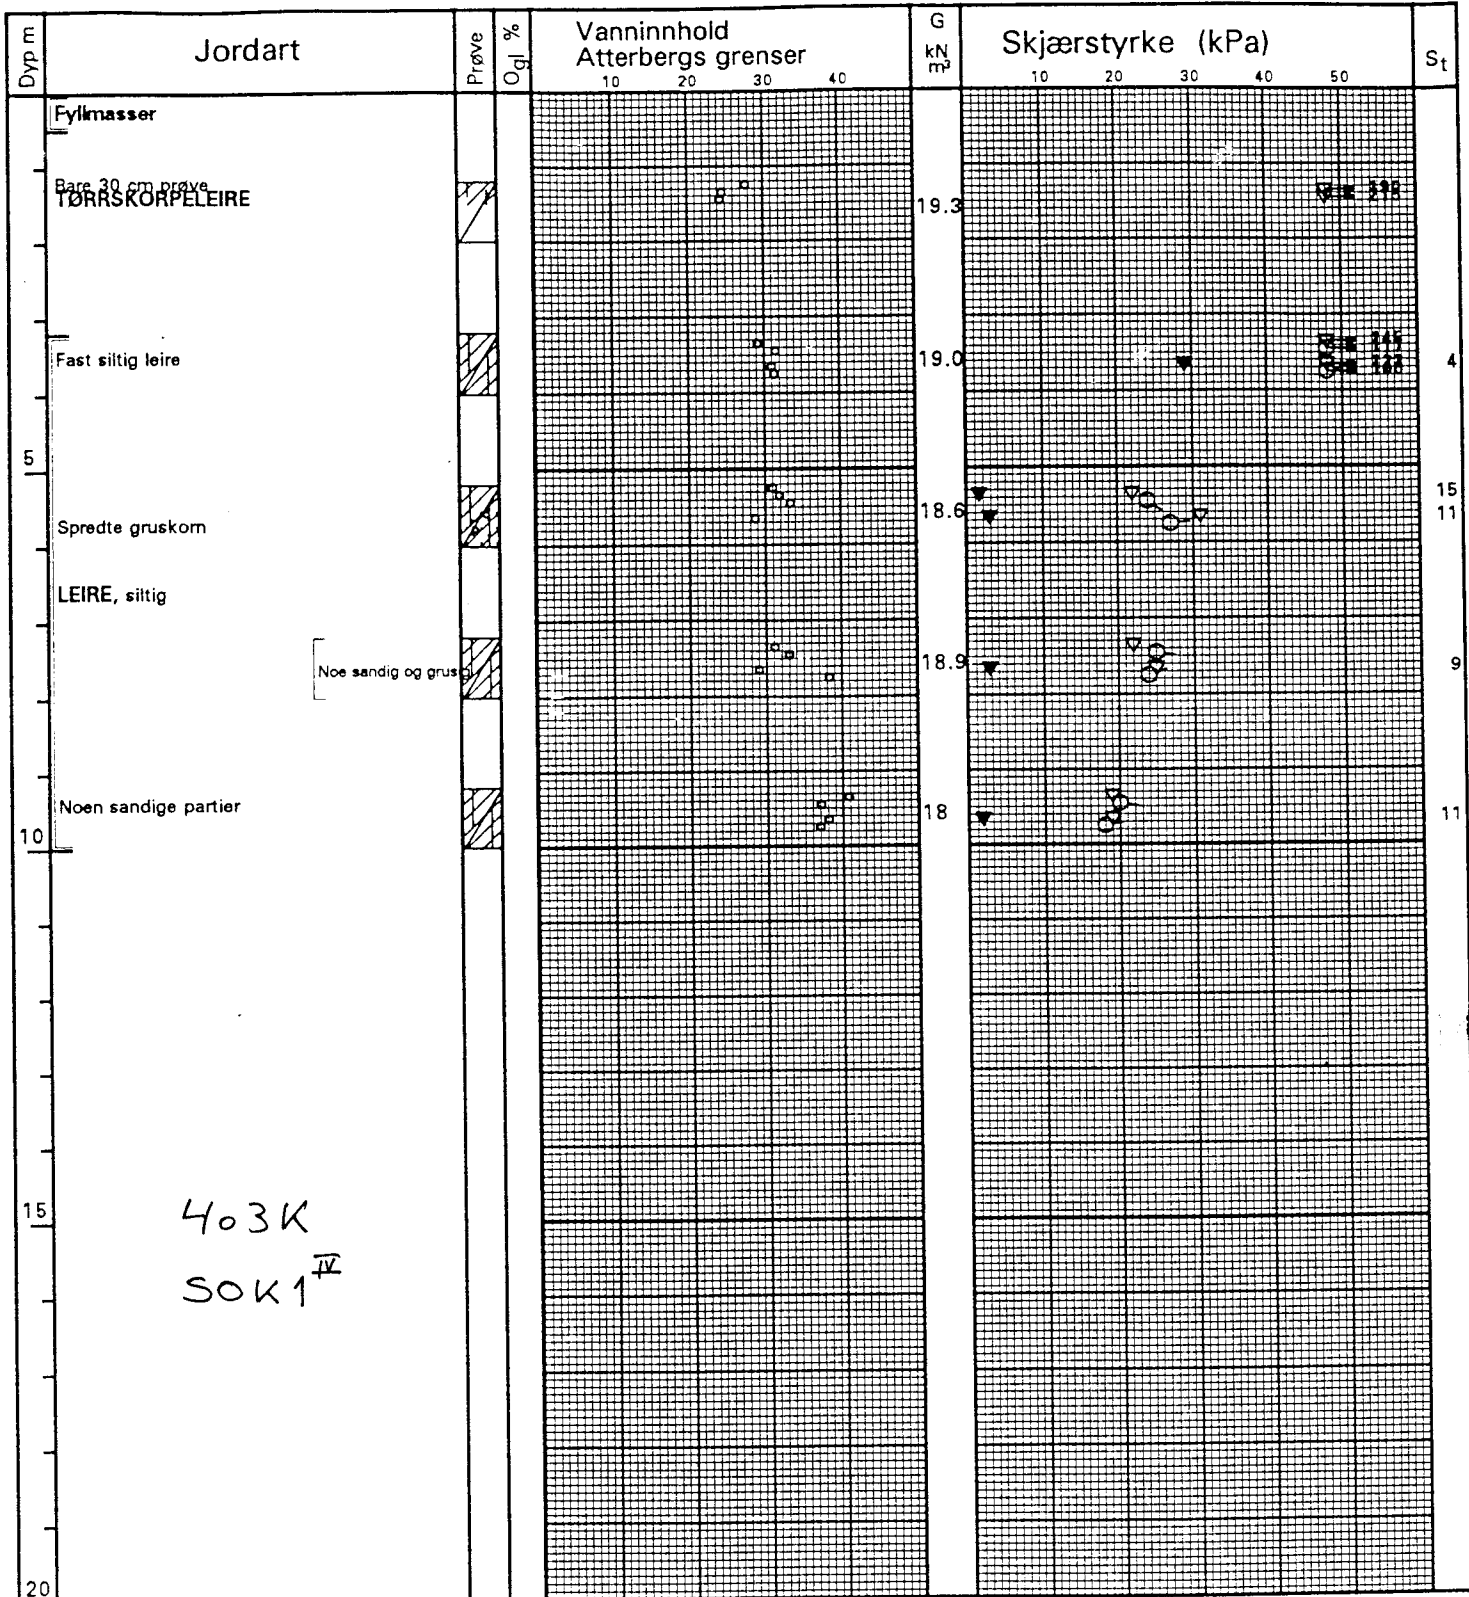 Dyp m
Jordart
Prøve
Ogl %
Vanninnhold
Atterbergs grenser
10 20 30 40
G
kN
m³
Skjærstyrke (kPa)
10 20 30 40 50
St
Fyllmasser
Bare 30 cm prøve
TØRRSKORPELEIRE
19.3
Fast siltig leire
19.0
4
5
15
18.6
11
Spredte gruskorn
LEIRE, siltig
Noe sandig og grusig
18.9
9
Noen sandige partier
18
11
10
15
403K
SOK1 IV
20